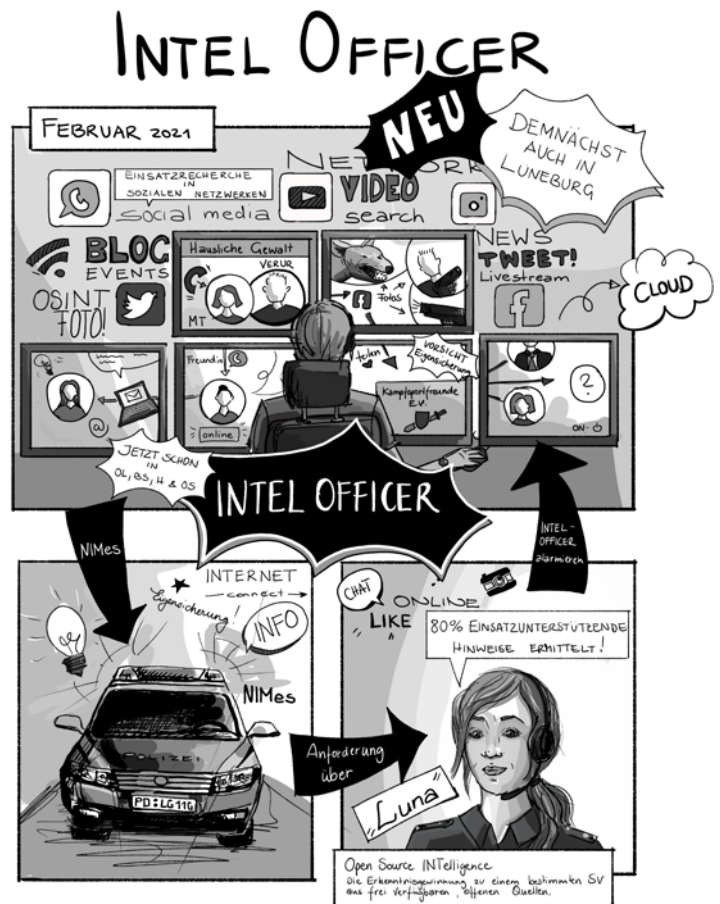 INTEL OFFICER
FEBRUAR 2021
NEU
DEMNÄCHST
AUCH IN
LÜNEBURG
EINSATZRECHERCHE
IN
SOZIALEN NETZWERKEN
Social media
NETWORK
VIDEO
search
BLOG
EVENTS
OSINT
FOTO!
Häusliche Gewalt
VERUR
MT
Fotos
NEWS
TWEET!
Livestream
CLOUD
@
Freundin
online
teilen
VORSICHT
Eigensicherung
Kampfsportfreunde
E.V.
?
ON-
JETZT SCHON
IN
OL, BS, H & OS
INTEL OFFICER
NIMes
INTEL-
OFFICER
alarmieren
INTERNET
connect
Eigensicherung!
INFO
NIMes
POLIZEI
PD:LG 110
Anforderung
über
CHAT
ONLINE
LIKE
80% EINSATZUNTERSTÜTZENDE
HINWEISE ERMITTELT!
"Luna"
Open Source INTelligence
Die Erkenntnisgewinnung zu einem bestimmten SV
aus frei verfügbaren, offenen Quellen.